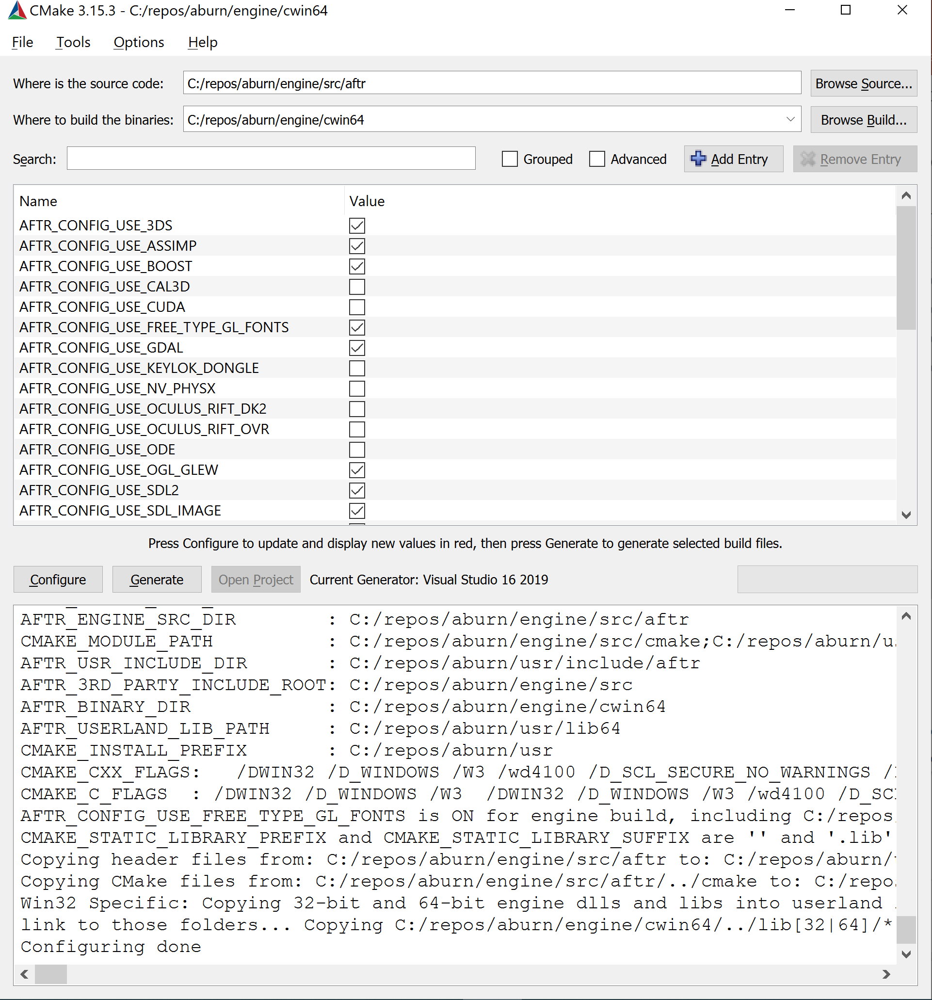 CMake 3.15.3 - C:/repos/aburn/engine/cwin64
File Tools Options Help
Where is the source code: C:/repos/aburn/engine/src/aftr Browse Source...
Where to build the binaries: C:/repos/aburn/engine/cwin64 Browse Build...
Search: Grouped Advanced Add Entry Remove Entry
Name Value
AFTR_CONFIG_USE_3DS
AFTR_CONFIG_USE_ASSIMP
AFTR_CONFIG_USE_BOOST
AFTR_CONFIG_USE_CAL3D
AFTR_CONFIG_USE_CUDA
AFTR_CONFIG_USE_FREE_TYPE_GL_FONTS
AFTR_CONFIG_USE_GDAL
AFTR_CONFIG_USE_KEYLOK_DONGLE
AFTR_CONFIG_USE_NV_PHYSX
AFTR_CONFIG_USE_OCULUS_RIFT_DK2
AFTR_CONFIG_USE_OCULUS_RIFT_OVR
AFTR_CONFIG_USE_ODE
AFTR_CONFIG_USE_OGL_GLEW
AFTR_CONFIG_USE_SDL2
AFTR_CONFIG_USE_SDL_IMAGE
Press Configure to update and display new values in red, then press Generate to generate selected build files.
Configure Generate Open Project Current Generator: Visual Studio 16 2019
AFTR_ENGINE_SRC_DIR : C:/repos/aburn/engine/src/aftr
CMAKE_MODULE_PATH : C:/repos/aburn/engine/src/cmake;C:/repos/aburn/us
AFTR_USR_INCLUDE_DIR : C:/repos/aburn/usr/include/aftr
AFTR_3RD_PARTY_INCLUDE_ROOT: C:/repos/aburn/engine/src
AFTR_BINARY_DIR : C:/repos/aburn/engine/cwin64
AFTR_USERLAND_LIB_PATH : C:/repos/aburn/usr/lib64
CMAKE_INSTALL_PREFIX : C:/repos/aburn/usr
CMAKE_CXX_FLAGS: /DWIN32 /D_WINDOWS /W3 /wd4100 /D_SCL_SECURE_NO_WARNINGS /
CMAKE_C_FLAGS : /DWIN32 /D_WINDOWS /W3 /DWIN32 /D_WINDOWS /W3 /wd4100 /D_SCL
AFTR_CONFIG_USE_FREE_TYPE_GL_FONTS is ON for engine build, including C:/repos/
CMAKE_STATIC_LIBRARY_PREFIX and CMAKE_STATIC_LIBRARY_SUFFIX are '' and '.lib'
Copying header files from: C:/repos/aburn/engine/src/aftr to: C:/repos/aburn/
Copying CMake files from: C:/repos/aburn/engine/src/aftr/../cmake to: C:/repos
Win32 Specific: Copying 32-bit and 64-bit engine dlls and libs into userland
link to those folders... Copying C:/repos/aburn/engine/cwin64/../lib[32|64]/*
Configuring done